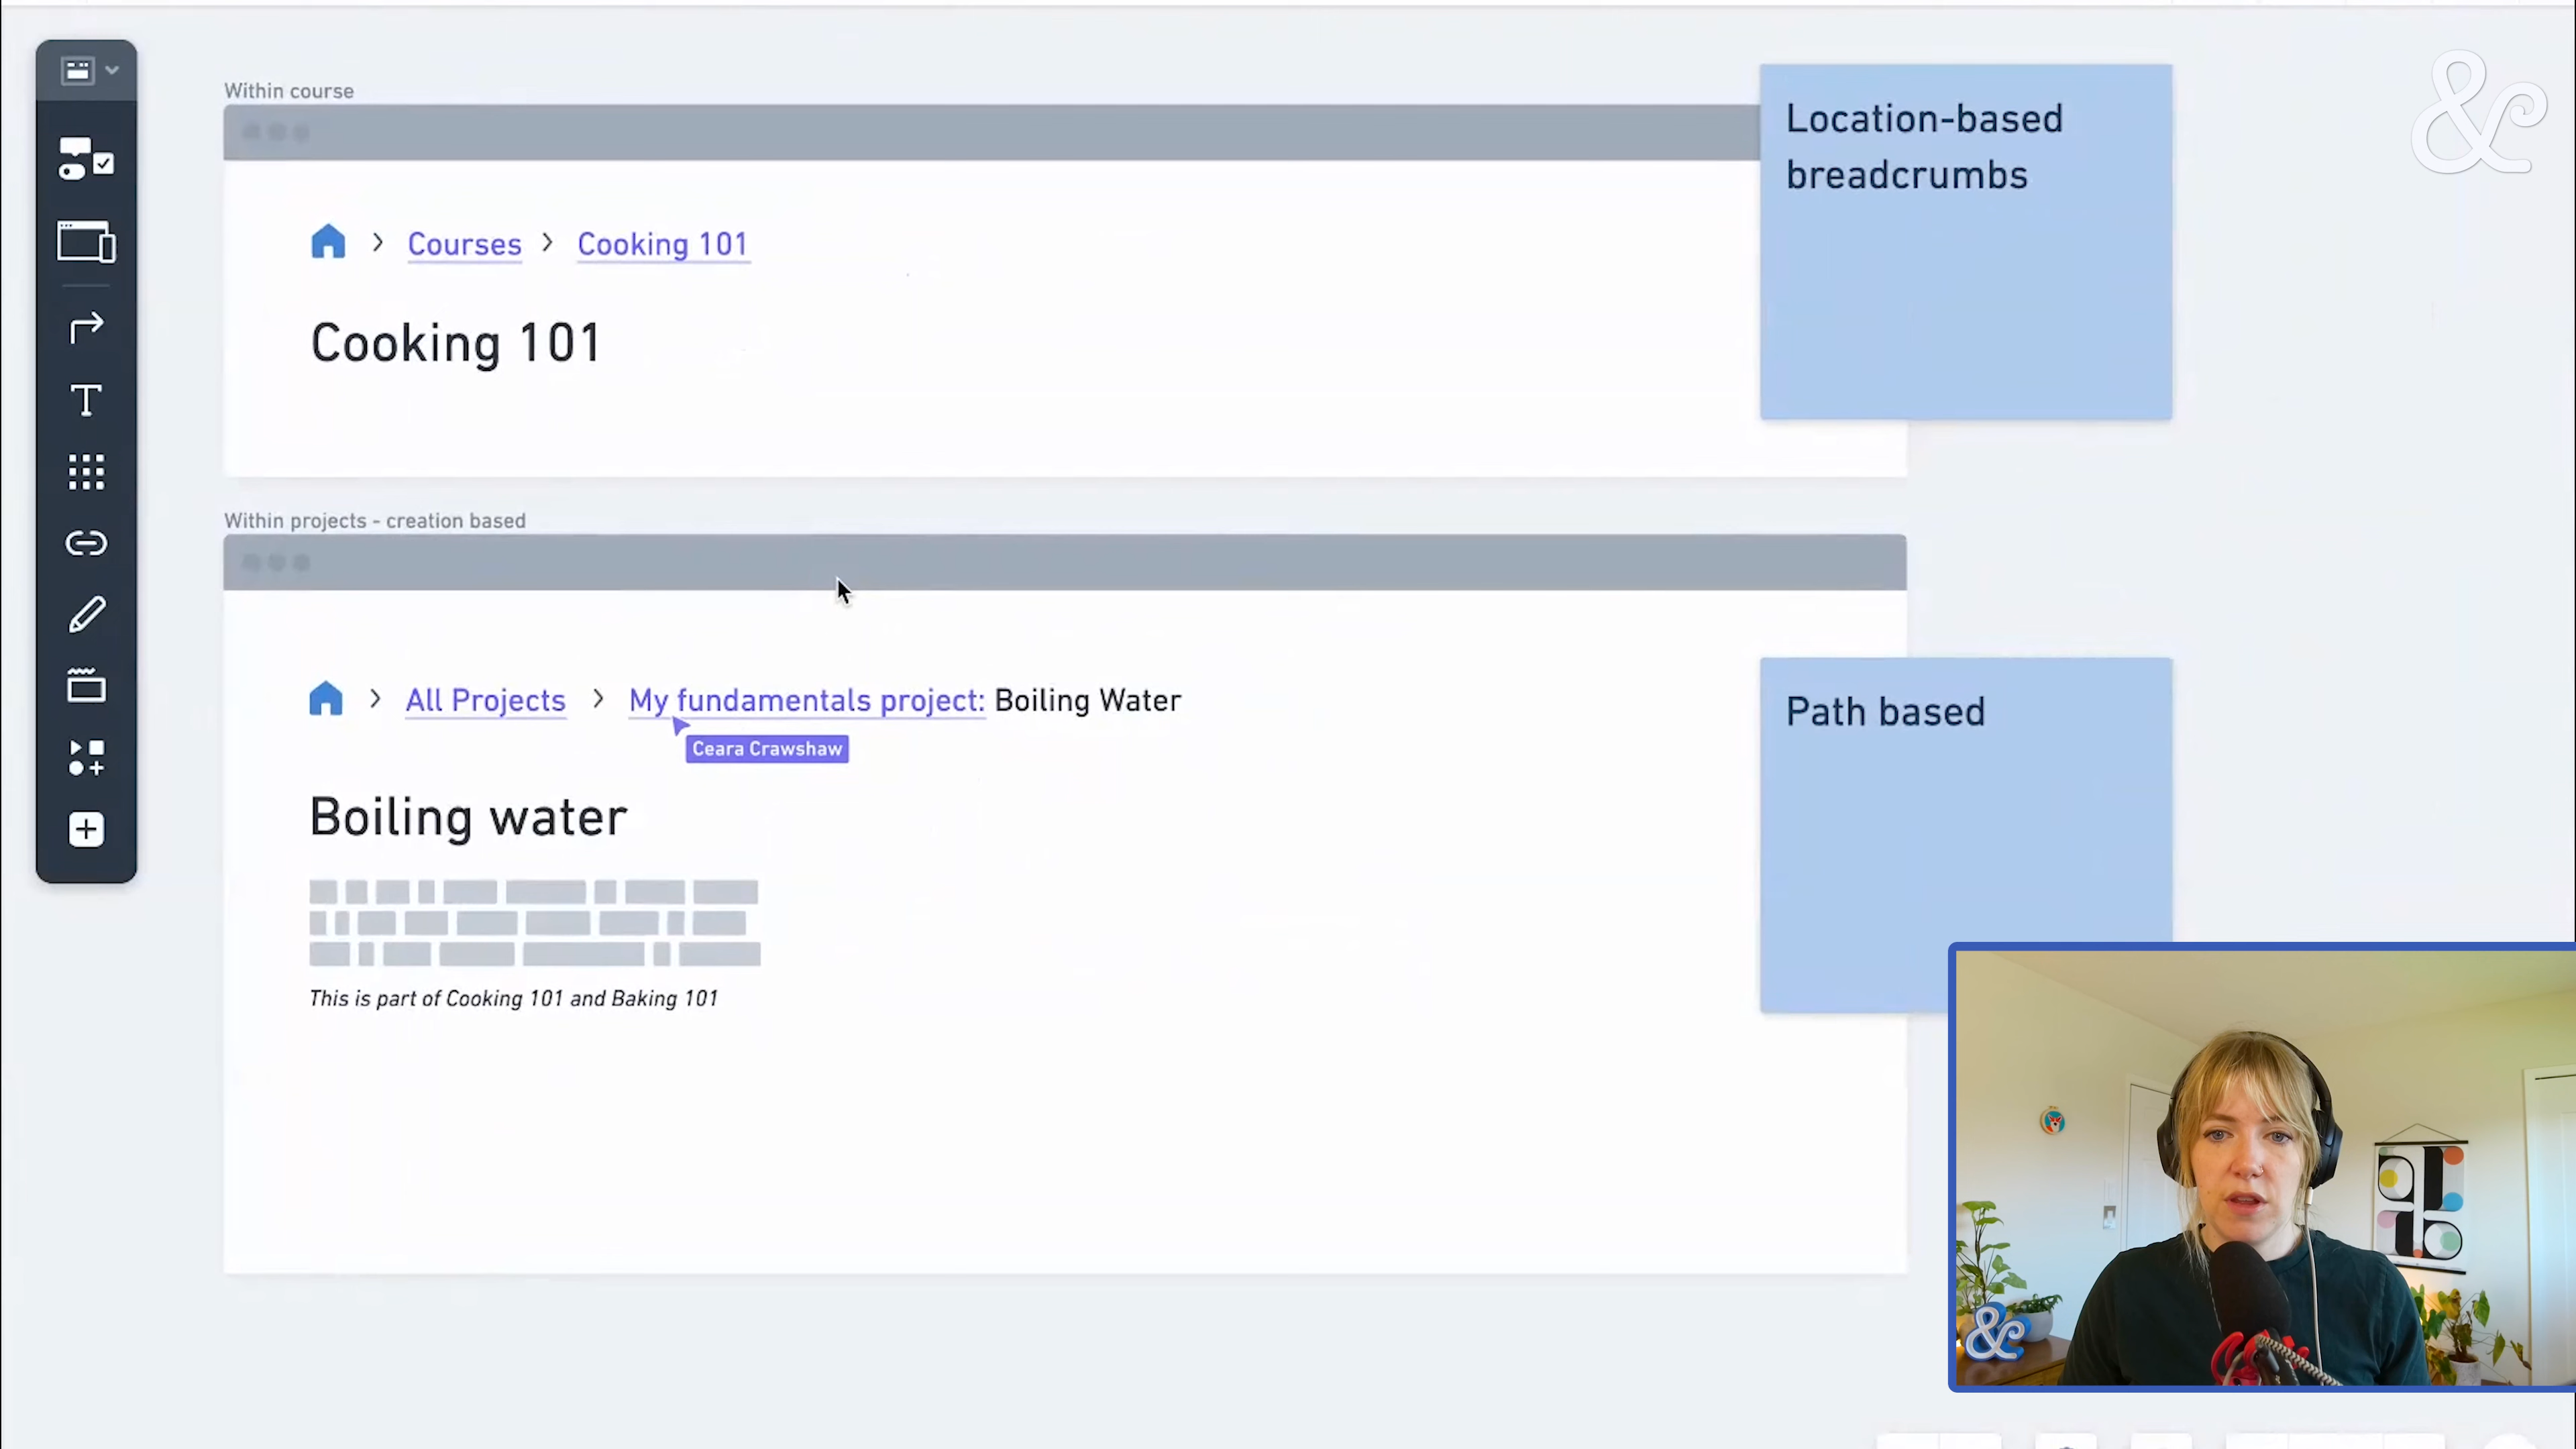 Within course
Location-based
breadcrumbs
&
> Courses > Cooking 101
Cooking 101
Within projects - creation based
> All Projects > My fundamentals project: Boiling Water
Ceara Crawshaw
Path based
Boiling water
This is part of Cooking 101 and Baking 101
&